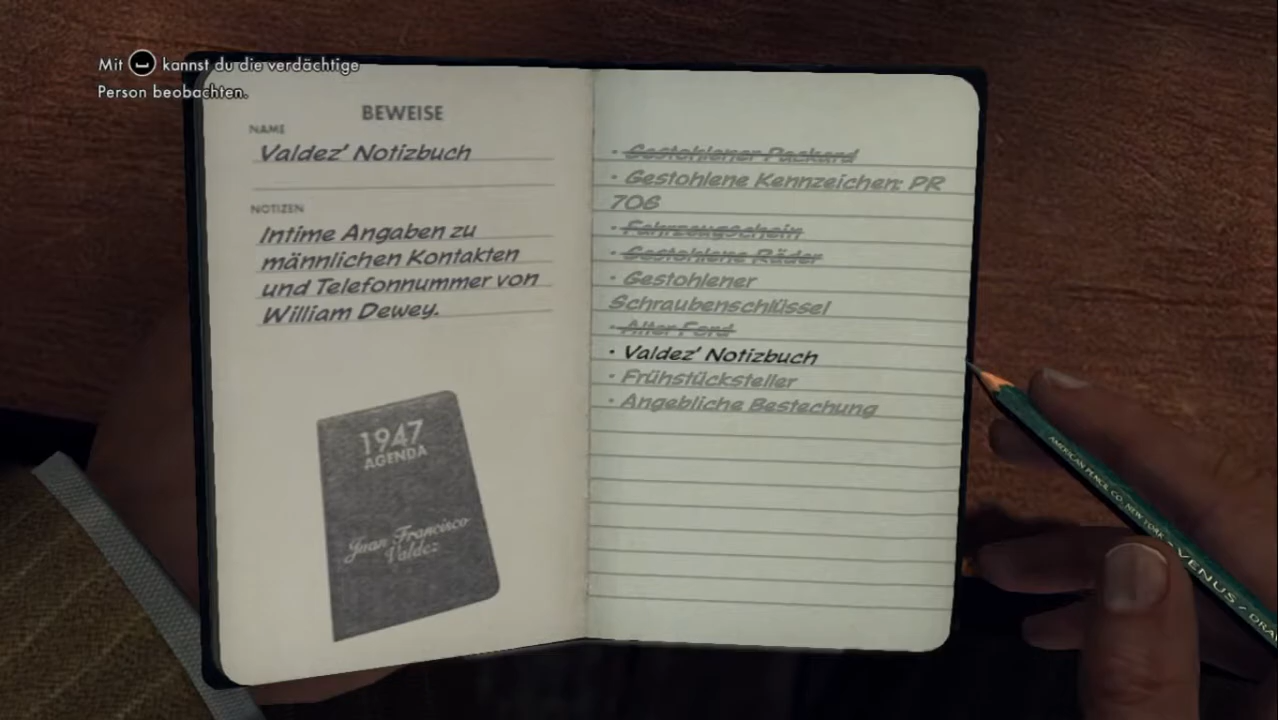 Mit kannst du die verdächtige
Person beobachten.
BEWEISE
NAME
Valdez' Notizbuch
NOTIZEN
Intime Angaben zu
männlichen Kontakten
und Telefonnummer von
William Dewey.
1947
AGENDA
Juan Francisco
Valdez
• Gestohlener Packard
• Gestohlene Kennzeichen: PR
706
• Fahrzeugschein
• Gestohlene Räder
• Gestohlener
Schraubenschlüssel
• Alter Ford
• Valdez' Notizbuch
• Frühstücksteller
• Angebliche Bestechung
AMERICAN PENCIL CO. NEW YORK • VENUS / DRA